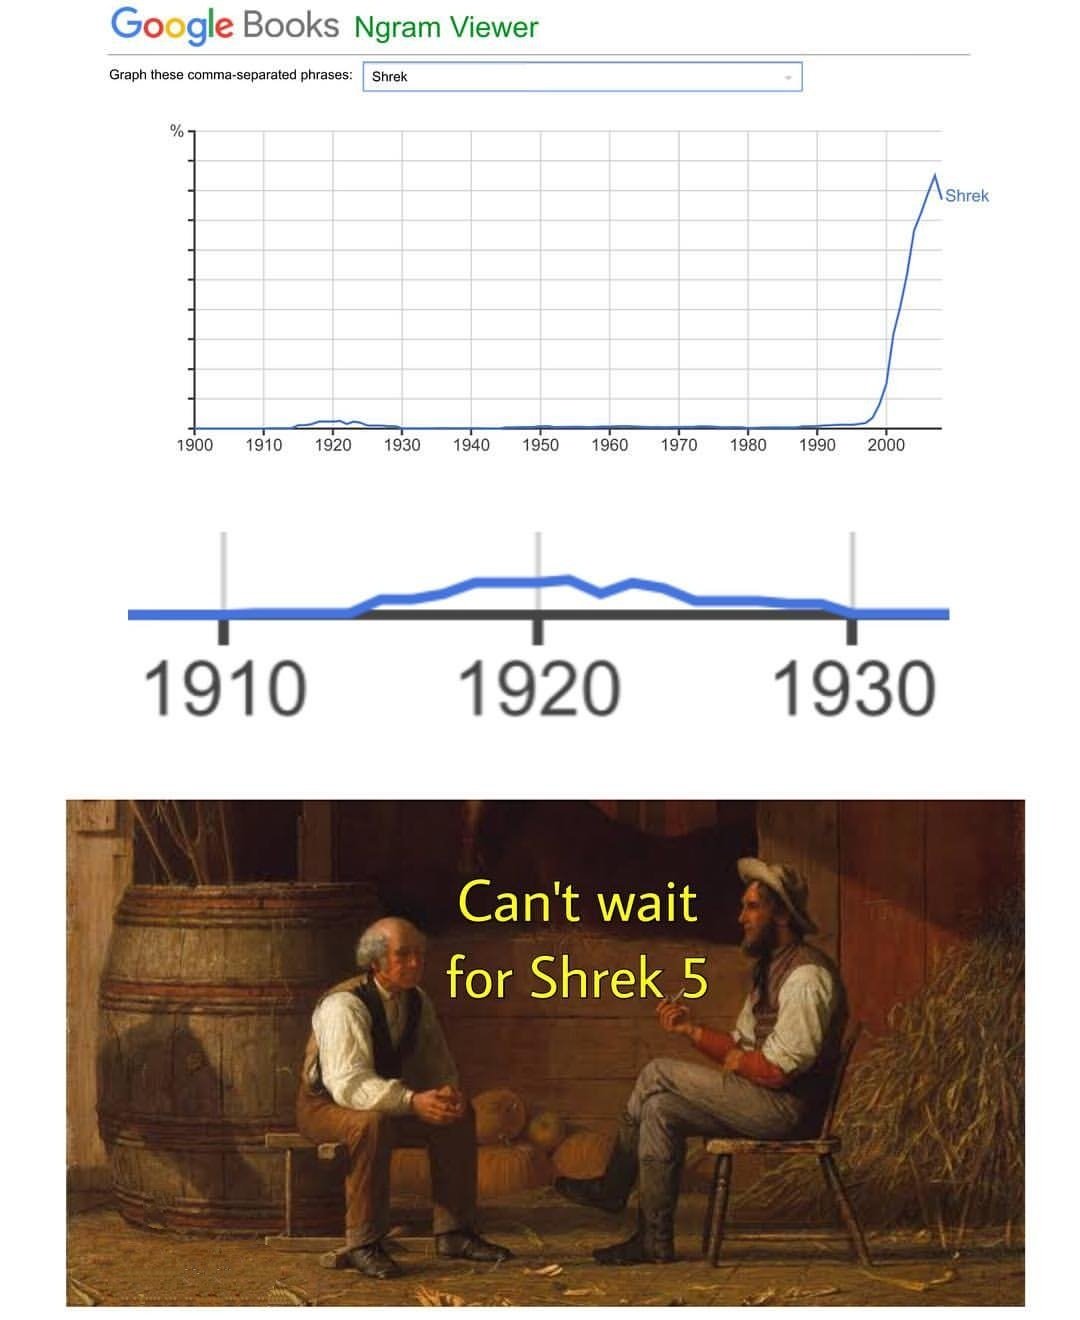 Google Books Ngram Viewer
Graph these comma-separated phrases: Shrek
%
Shrek
1900 1910 1920 1930 1940 1950 1960 1970 1980 1990 2000
1910 1920 1930
Can't wait
for Shrek 5